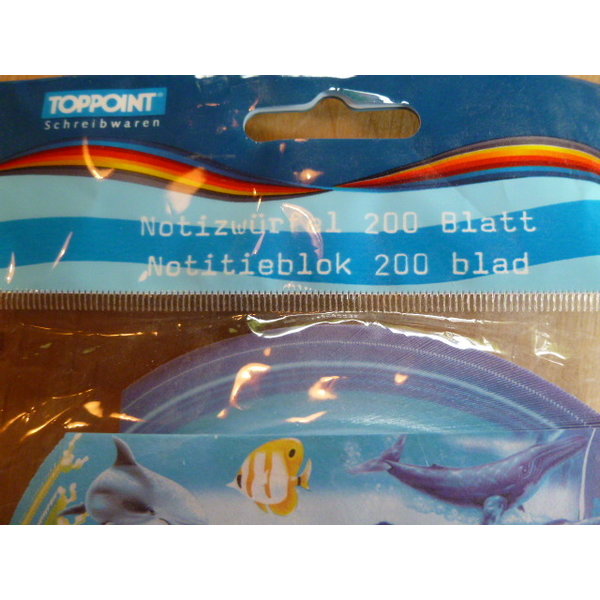 TOPPOINT®
Schreibwaren
Notizwürfel 200 Blatt
Notitieblok 200 blad